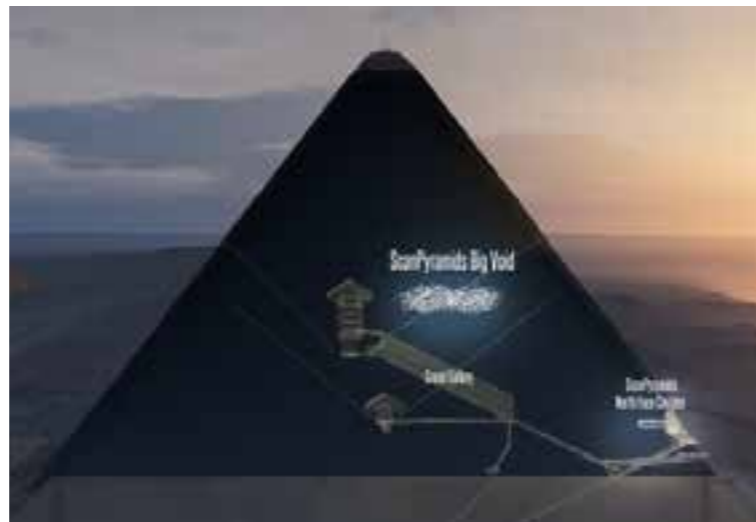 ScanPyramids Big Void
Grand Gallery
ScanPyramids
North Face Corridor